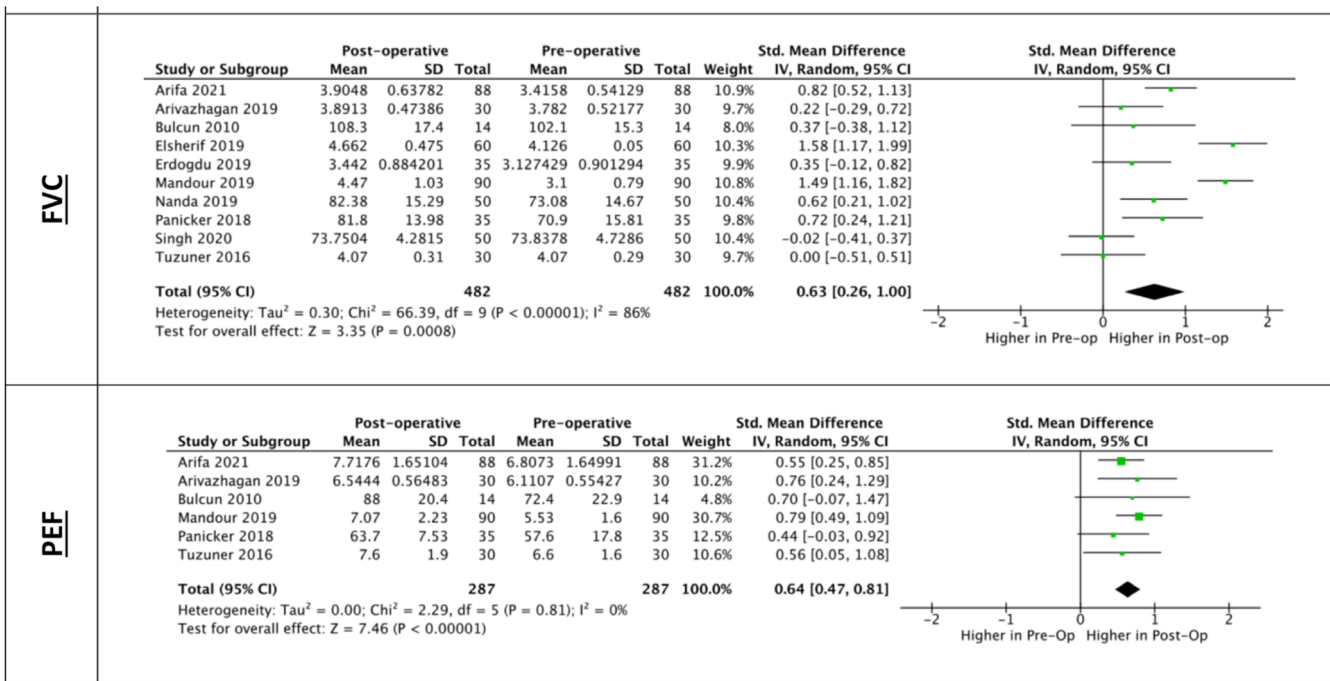 FVC
Post-operative Pre-operative Std. Mean Difference Std. Mean Difference
Study or Subgroup Mean SD Total Mean SD Total Weight IV, Random, 95% CI IV, Random, 95% CI
Arifa 2021 3.9048 0.63782 88 3.4158 0.54129 88 10.9% 0.82 [0.52, 1.13]
Arivazhagan 2019 3.8913 0.47386 30 3.782 0.52177 30 9.7% 0.22 [-0.29, 0.72]
Bulcun 2010 108.3 17.4 14 102.1 15.3 14 8.0% 0.37 [-0.38, 1.12]
Elsherif 2019 4.662 0.475 60 4.126 0.05 60 10.3% 1.58 [1.17, 1.99]
Erdogdu 2019 3.442 0.884201 35 3.127429 0.901294 35 9.9% 0.35 [-0.12, 0.82]
Mandour 2019 4.47 1.03 90 3.1 0.79 90 10.8% 1.49 [1.16, 1.82]
Nanda 2019 82.38 15.29 50 73.08 14.67 50 10.4% 0.62 [0.21, 1.02]
Panicker 2018 81.8 13.98 35 70.9 15.81 35 9.8% 0.72 [0.24, 1.21]
Singh 2020 73.7504 4.2815 50 73.8378 4.7286 50 10.4% -0.02 [-0.41, 0.37]
Tuzuner 2016 4.07 0.31 30 4.07 0.29 30 9.7% 0.00 [-0.51, 0.51]
Total (95% CI) 482 482 100.0% 0.63 [0.26, 1.00]
Heterogeneity: Tau² = 0.30; Chi² = 66.39, df = 9 (P < 0.00001); I² = 86%
Test for overall effect: Z = 3.35 (P = 0.0008)
-2 -1 0 1 2
Higher in Pre-op Higher in Post-op
PEF
Post-operative Pre-operative Std. Mean Difference Std. Mean Difference
Study or Subgroup Mean SD Total Mean SD Total Weight IV, Random, 95% CI IV, Random, 95% CI
Arifa 2021 7.7176 1.65104 88 6.8073 1.64991 88 31.2% 0.55 [0.25, 0.85]
Arivazhagan 2019 6.5444 0.56483 30 6.1107 0.55427 30 10.2% 0.76 [0.24, 1.29]
Bulcun 2010 88 20.4 14 72.4 22.9 14 4.8% 0.70 [-0.07, 1.47]
Mandour 2019 7.07 2.23 90 5.53 1.6 90 30.7% 0.79 [0.49, 1.09]
Panicker 2018 63.7 7.53 35 57.6 17.8 35 12.5% 0.44 [-0.03, 0.92]
Tuzuner 2016 7.6 1.9 30 6.6 1.6 30 10.6% 0.56 [0.05, 1.08]
Total (95% CI) 287 287 100.0% 0.64 [0.47, 0.81]
Heterogeneity: Tau² = 0.00; Chi² = 2.29, df = 5 (P = 0.81); I² = 0%
Test for overall effect: Z = 7.46 (P < 0.00001)
-2 -1 0 1 2
Higher in Pre-Op Higher in Post-Op